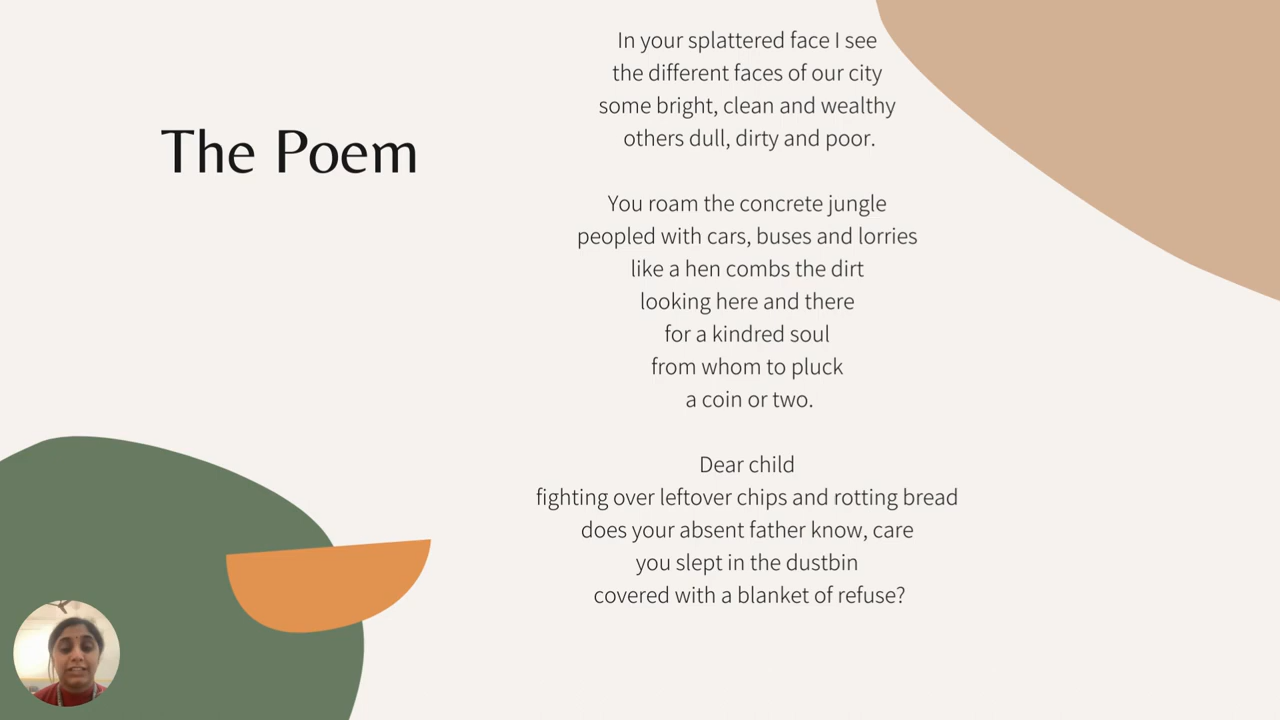 The Poem
In your splattered face I see
the different faces of our city
some bright, clean and wealthy
others dull, dirty and poor.
You roam the concrete jungle
peopled with cars, buses and lorries
like a hen combs the dirt
looking here and there
for a kindred soul
from whom to pluck
a coin or two.
Dear child
fighting over leftover chips and rotting bread
does your absent father know, care
you slept in the dustbin
covered with a blanket of refuse?